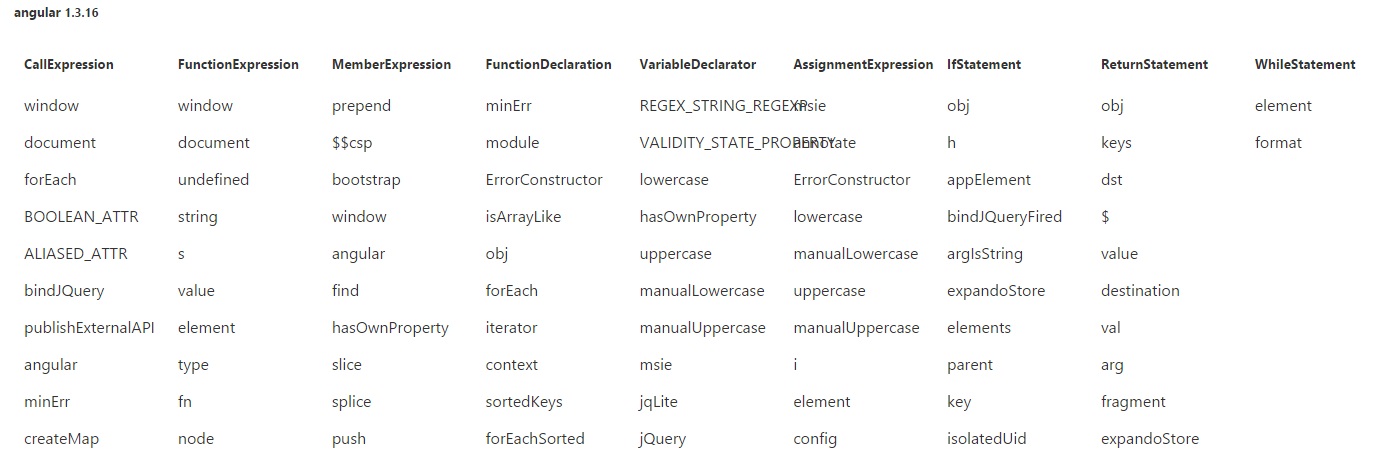 angular 1.3.16
CallExpression FunctionExpression MemberExpression FunctionDeclaration VariableDeclarator AssignmentExpression IfStatement ReturnStatement WhileStatement
window window prepend minErr REGEX_STRING_REGEXP msie obj obj element
document document $$csp module VALIDITY_STATE_PROPERTY annotate h keys format
forEach undefined bootstrap ErrorConstructor lowercase ErrorConstructor appElement dst
BOOLEAN_ATTR string window isArrayLike hasOwnProperty lowercase bindJQueryFired $
ALIASED_ATTR s angular obj uppercase manualLowercase argIsString value
bindJQuery value find forEach manualLowercase uppercase expandoStore destination
publishExternalAPI element hasOwnProperty iterator manualUppercase manualUppercase elements val
angular type slice context msie i parent arg
minErr fn splice sortedKeys jqLite element key fragment
createMap node push forEachSorted jQuery config isolatedUid expandoStore